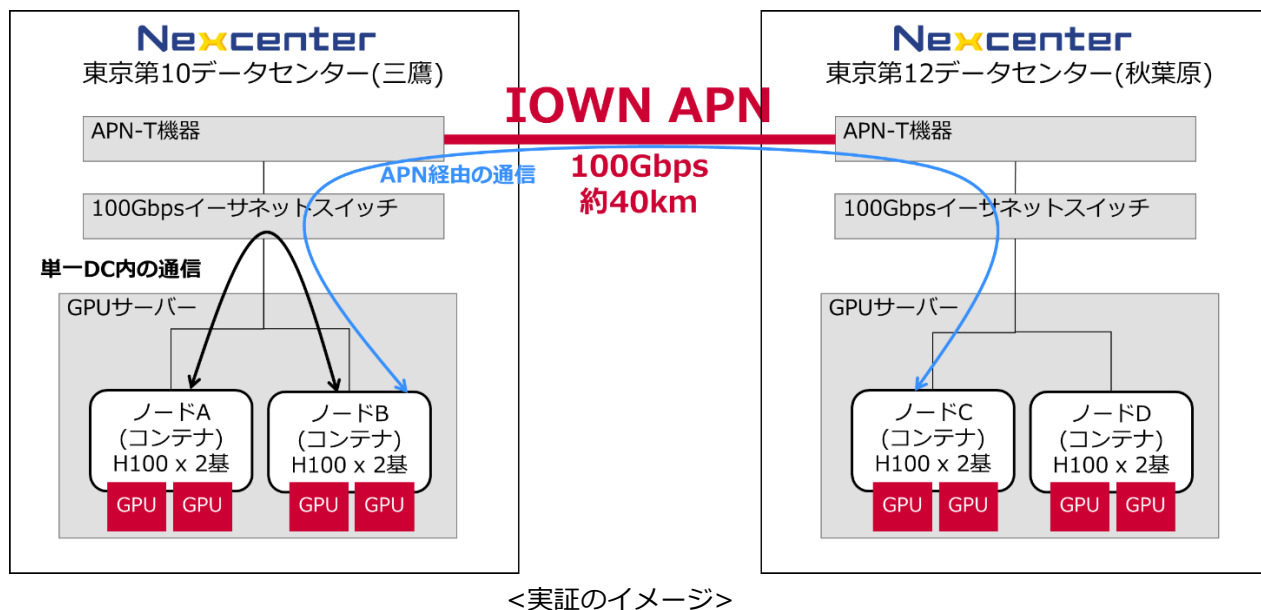 Nexcenter
東京第10データセンター(三鷹)
APN-T機器
100Gbpsイーサネットスイッチ
単一DC内の通信
GPUサーバー
ノードA
(コンテナ)
H100 x 2基
GPU
GPU
ノードB
(コンテナ)
H100 x 2基
GPU
GPU
IOWN APN
100Gbps
約40km
APN経由の通信
Nexcenter
東京第12データセンター(秋葉原)
APN-T機器
100Gbpsイーサネットスイッチ
GPUサーバー
ノードC
(コンテナ)
H100 x 2基
GPU
GPU
ノードD
(コンテナ)
H100 x 2基
GPU
GPU
<実証のイメージ>